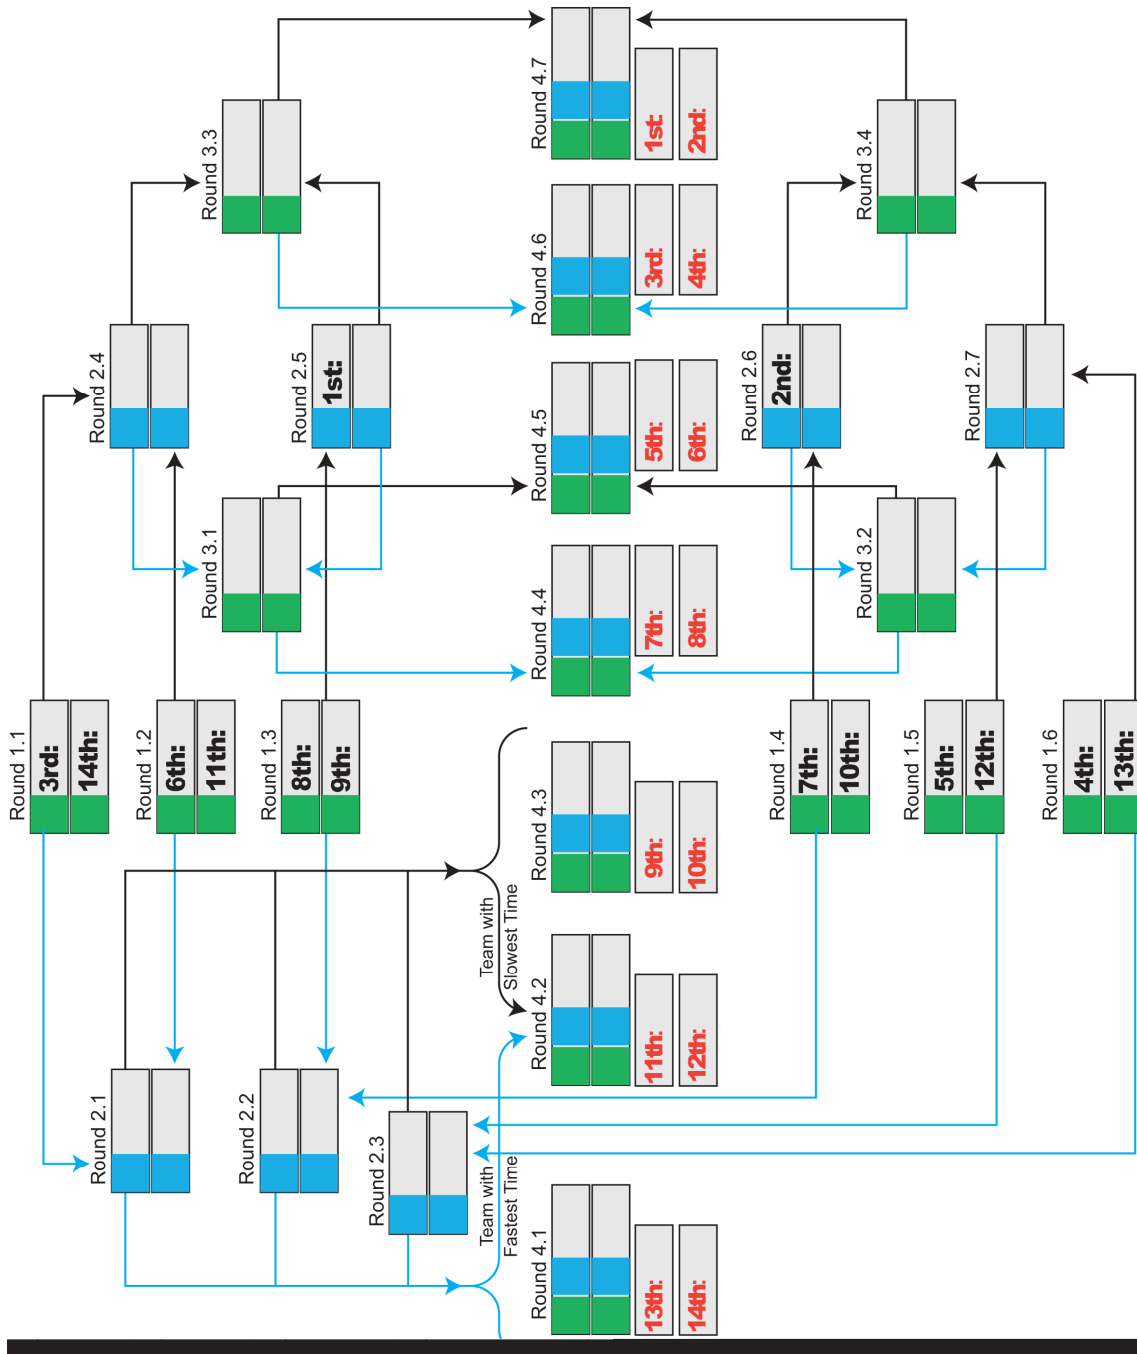 Round 1.1
3rd:
14th:
Round 1.2
6th:
11th:
Round 1.3
8th:
9th:
Round 1.4
7th:
10th:
Round 1.5
5th:
12th:
Round 1.6
4th:
13th:
Round 2.1
Round 2.2
Round 2.3
Round 2.4
Round 2.5
1st:
Round 2.6
2nd:
Round 2.7
Round 3.1
Round 3.2
Round 3.3
Round 3.4
Team with
Fastest Time
Team with
Slowest Time
Round 4.1
13th:
14th:
Round 4.2
11th:
12th:
Round 4.3
9th:
10th:
Round 4.4
7th:
8th:
Round 4.5
5th:
6th:
Round 4.6
3rd:
4th:
Round 4.7
1st:
2nd: